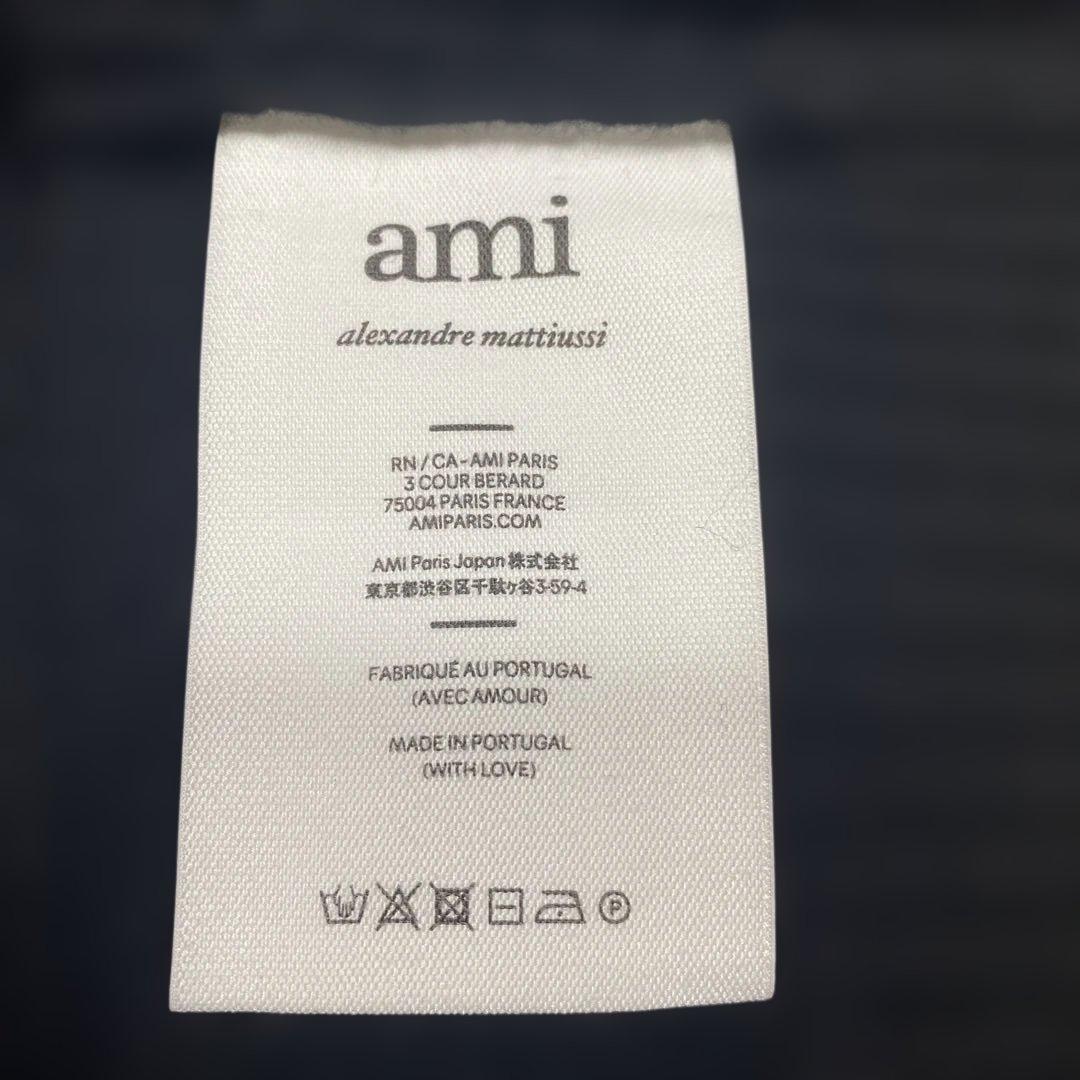 ami
alexandre mattiussi
RN / CA-AMI PARIS
3 COUR BERARD
75004 PARIS FRANCE
AMIPARIS.COM
AMI Paris Japan 株式会社
東京都渋谷区千駄ヶ谷3-59-4
FABRIQUÉ AU PORTUGAL
(AVEC AMOUR)
MADE IN PORTUGAL
(WITH LOVE)
P